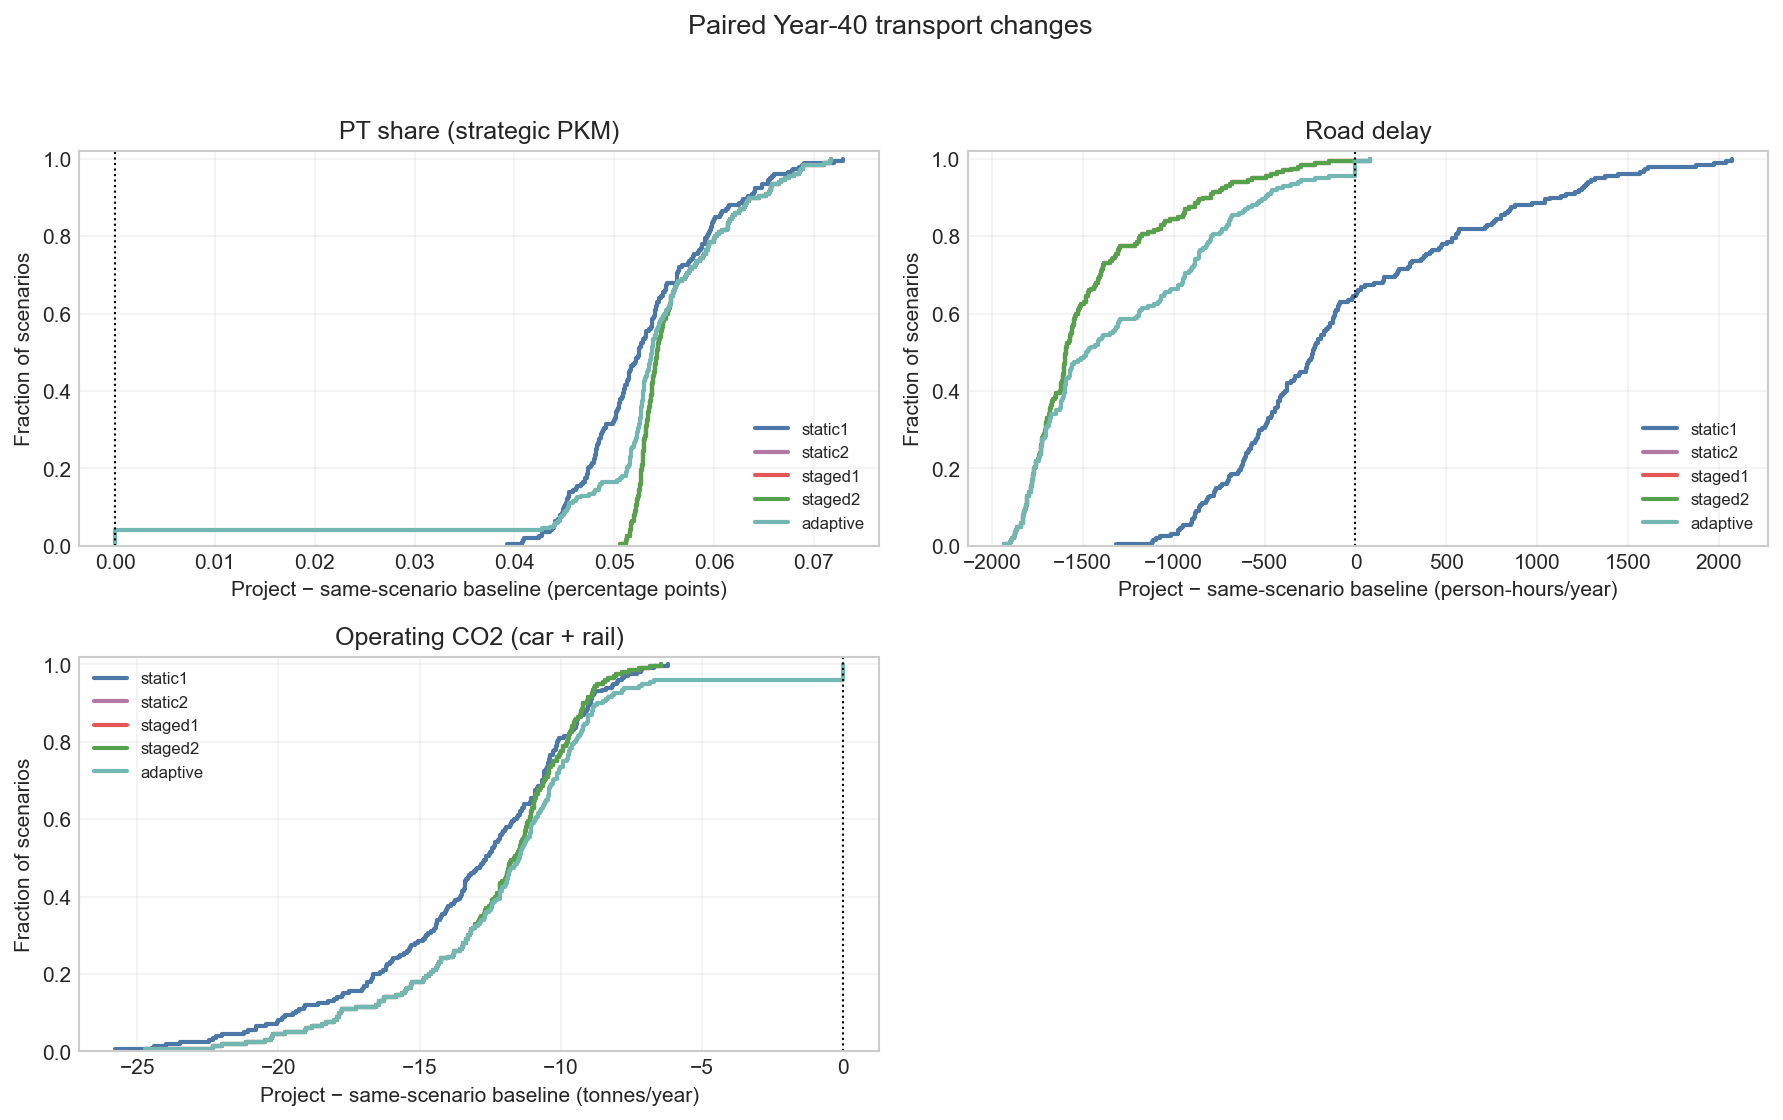 Paired Year-40 transport changes
PT share (strategic PKM)
Fraction of scenarios
1.0
0.8
0.6
0.4
0.2
0.0
static1
static2
staged1
staged2
adaptive
0.00 0.01 0.02 0.03 0.04 0.05 0.06 0.07
Project − same-scenario baseline (percentage points)
Road delay
Fraction of scenarios
1.0
0.8
0.6
0.4
0.2
0.0
static1
static2
staged1
staged2
adaptive
−2000 −1500 −1000 −500 0 500 1000 1500 2000
Project − same-scenario baseline (person-hours/year)
Operating CO2 (car + rail)
Fraction of scenarios
1.0
0.8
0.6
0.4
0.2
0.0
static1
static2
staged1
staged2
adaptive
−25 −20 −15 −10 −5 0
Project − same-scenario baseline (tonnes/year)